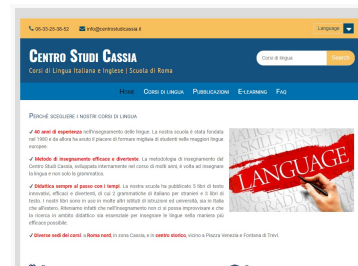 06-33-25-38-52 info@centrostudicassia.it Language
Centro Studi Cassia
Corsi di Lingua Italiana e Inglese | Scuola di Roma
Corsi di lingua Search
Home Corsi di lingua Pubblicazioni E-learning Faq
Perché scegliere i nostri corsi di lingua
✓ 40 anni di esperienza nell'insegnamento delle lingue. La nostra scuola è stata fondata
nel 1980 e da allora ha avuto il piacere di formare migliaia di studenti nelle maggiori lingue
europee.
✓ Metodo di insegnamento efficace e divertente. La metodologia di insegnamento del
Centro Studi Cassia, sviluppata internamente nel corso di molti anni, è volta ad insegnare
la lingua e non solo la grammatica.
✓ Didattica sempre al passo con i tempi. La nostra scuola ha pubblicato 5 libri di testo
innovativi, efficaci e divertenti, di cui 2 grammatiche di italiano per stranieri e 3 libri di
testo. I nostri libri sono in uso in molte altri istituti di istruzione ed università, sia in Italia
che all'estero. Riteniamo infatti che nell'insegnamento non ci si possa improvvisare e che
la ricerca in ambito didattico sia essenziale per insegnare le lingue nella maniera più
efficace possibile.
✓ Diverse sedi dei corsi: a Roma nord, in zona Cassia, e in centro storico, vicino a Piazza Venezia e Fontana di Trevi.
LANGUAGE